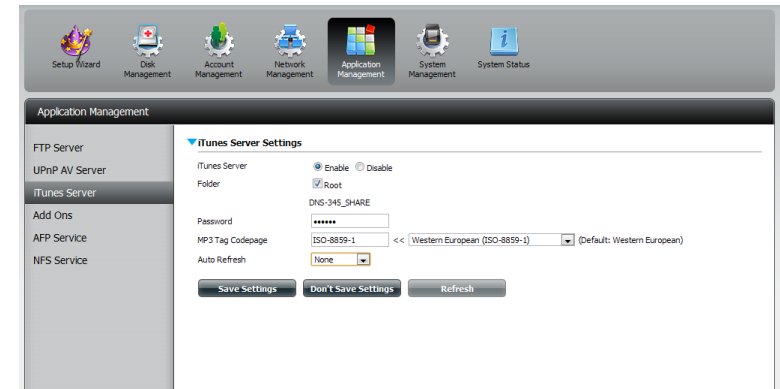 Setup Wizard
Disk Management
Account Management
Network Management
Application Management
System Management
System Status
Application Management
FTP Server
UPnP AV Server
iTunes Server
Add Ons
AFP Service
NFS Service
iTunes Server Settings
iTunes Server Enable Disable
Folder Root
DNS-345_SHARE
Password ••••••
MP3 Tag Codepage ISO-8859-1 << Western European (ISO-8859-1) (Default: Western European)
Auto Refresh None
Save Settings Don't Save Settings Refresh